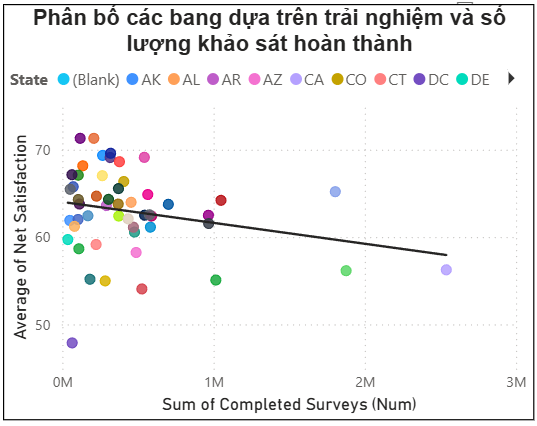 Phân bố các bang dựa trên trải nghiệm và số
lượng khảo sát hoàn thành
State (Blank) AK AL AR AZ CA CO CT DC DE
Average of Net Satisfaction
70
60
50
0M 1M 2M 3M
Sum of Completed Surveys (Num)